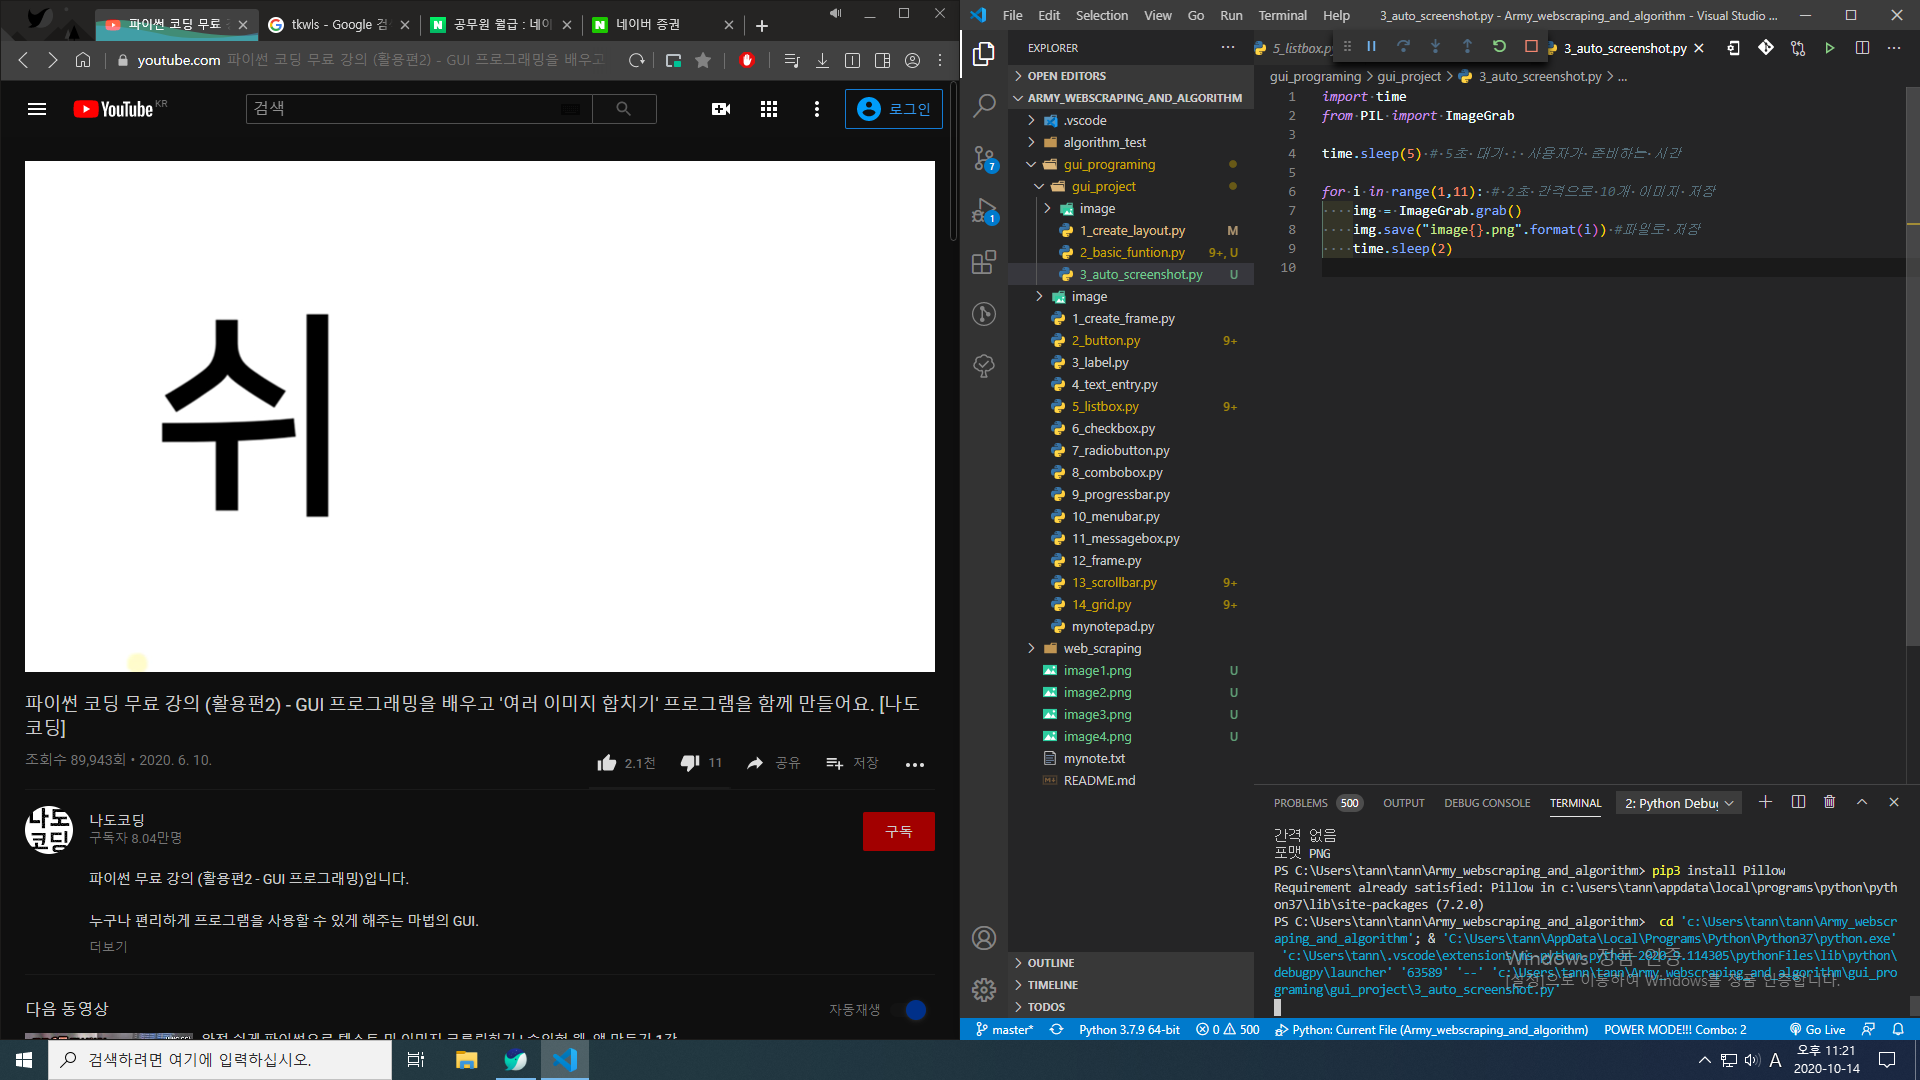 파이썬 코딩 무료
tkwls - Google 검
공무원 월급 : 네이
네이버 증권
youtube.com 파이썬 코딩 무료 강의 (활용편2) - GUI 프로그래밍을 배우고
YouTube KR
검색
로그인
쉬
파이썬 코딩 무료 강의 (활용편2) - GUI 프로그래밍을 배우고 '여러 이미지 합치기' 프로그램을 함께 만들어요. [나도
코딩]
조회수 89,943회 • 2020. 6. 10.
2.1천
11
공유
저장
나도
코딩
나도코딩
구독자 8.04만명
구독
파이썬 무료 강의 (활용편2 - GUI 프로그래밍)입니다.
누구나 편리하게 프로그램을 사용할 수 있게 해주는 마법의 GUI.
더보기
다음 동영상
자동재생
File Edit Selection View Go Run Terminal Help
3_auto_screenshot.py - Army_webscraping_and_algorithm - Visual Studio ...
EXPLORER
OPEN EDITORS
ARMY_WEBSCRAPING_AND_ALGORITHM
.vscode
algorithm_test
gui_programing
gui_project
image
1_create_layout.py M
2_basic_funtion.py 9+, U
3_auto_screenshot.py U
image
1_create_frame.py
2_button.py 9+
3_label.py
4_text_entry.py
5_listbox.py 9+
6_checkbox.py
7_radiobutton.py
8_combobox.py
9_progressbar.py
10_menubar.py
11_messagebox.py
12_frame.py
13_scrollbar.py 9+
14_grid.py 9+
mynotepad.py
web_scraping
image1.png U
image2.png U
image3.png U
image4.png U
mynote.txt
README.md
OUTLINE
TIMELINE
TODOS
7
1
5_listbox.py
3_auto_screenshot.py
gui_programing > gui_project > 3_auto_screenshot.py > ...
1 import time
2 from PIL import ImageGrab
3
4 time.sleep(5) # 5초 대기 : 사용자가 준비하는 시간
5
6 for i in range(1,11): # 2초 간격으로 10개 이미지 저장
7 img = ImageGrab.grab()
8 img.save("image{}.png".format(i)) #파일로 저장
9 time.sleep(2)
10
PROBLEMS 500 OUTPUT DEBUG CONSOLE TERMINAL 2: Python Debug
간격 없음
포맷 PNG
PS C:\Users\tann\tann\Army_webscraping_and_algorithm> pip3 install Pillow
Requirement already satisfied: Pillow in c:\users\tann\appdata\local\programs\python\pyth
on37\lib\site-packages (7.2.0)
PS C:\Users\tann\tann\Army_webscraping_and_algorithm> cd 'c:\Users\tann\tann\Army_webscr
aping_and_algorithm'; & 'C:\Users\tann\AppData\Local\Programs\Python\Python37\python.exe'
'c:\Users\tann\.vscode\extensions\ms-python.python-2020.9.114305\pythonFiles\lib\python\
debugpy\launcher' '63589' '--' 'c:\Users\tann\tann\Army_webscraping_and_algorithm\gui_pro
graming\gui_project\3_auto_screenshot.py'
Windows 정품 인증
[설정]으로 이동하여 Windows를 정품 인증합니다.
master* Python 3.7.9 64-bit 0 500 Python: Current File (Army_webscraping_and_algorithm) POWER MODE!!! Combo: 2 Go Live
검색하려면 여기에 입력하십시오.
A
오후 11:21
2020-10-14